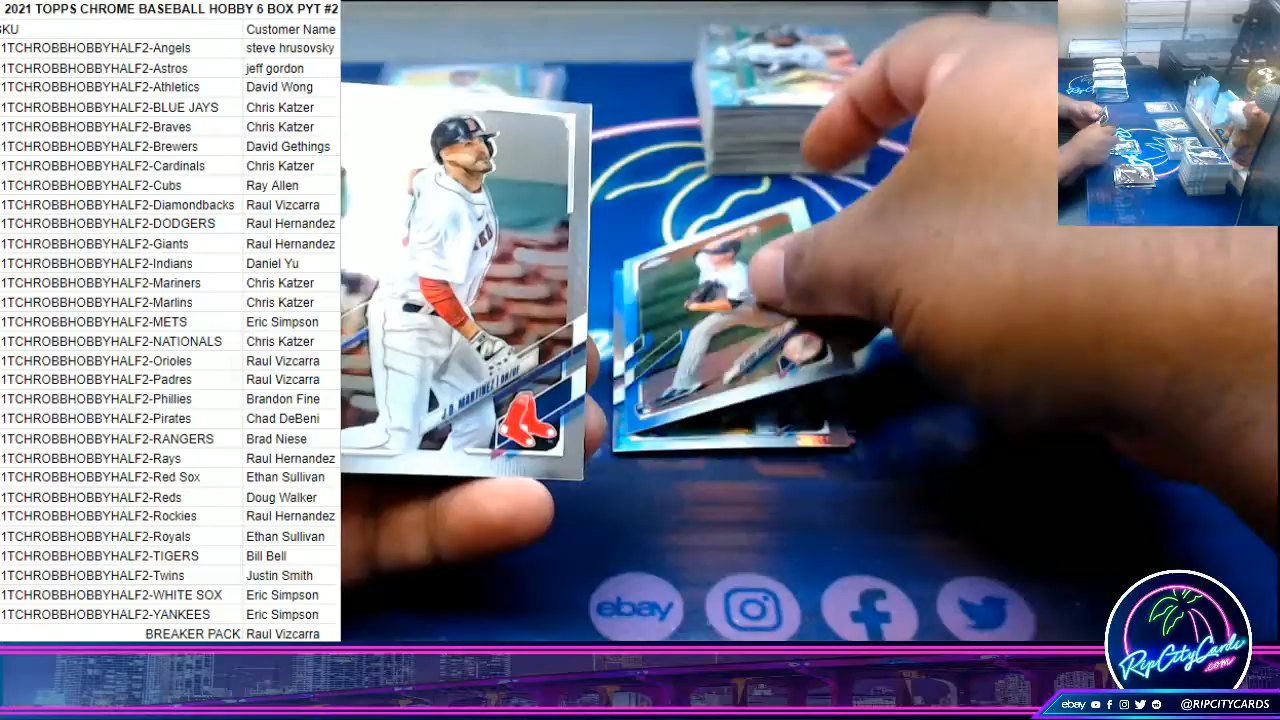 2021 TOPPS CHROME BASEBALL HOBBY 6 BOX PYT #2
SKU Customer Name
1TCHROBBHOBBYHALF2-Angels steve hrusovsky
1TCHROBBHOBBYHALF2-Astros jeff gordon
1TCHROBBHOBBYHALF2-Athletics David Wong
1TCHROBBHOBBYHALF2-BLUE JAYS Chris Katzer
1TCHROBBHOBBYHALF2-Braves Chris Katzer
1TCHROBBHOBBYHALF2-Brewers David Gethings
1TCHROBBHOBBYHALF2-Cardinals Chris Katzer
1TCHROBBHOBBYHALF2-Cubs Ray Allen
1TCHROBBHOBBYHALF2-Diamondbacks Raul Vizcarra
1TCHROBBHOBBYHALF2-DODGERS Raul Hernandez
1TCHROBBHOBBYHALF2-Giants Raul Hernandez
1TCHROBBHOBBYHALF2-Indians Daniel Yu
1TCHROBBHOBBYHALF2-Mariners Chris Katzer
1TCHROBBHOBBYHALF2-Marlins Chris Katzer
1TCHROBBHOBBYHALF2-METS Eric Simpson
1TCHROBBHOBBYHALF2-NATIONALS Chris Katzer
1TCHROBBHOBBYHALF2-Orioles Raul Vizcarra
1TCHROBBHOBBYHALF2-Padres Raul Vizcarra
1TCHROBBHOBBYHALF2-Phillies Brandon Fine
1TCHROBBHOBBYHALF2-Pirates Chad DeBeni
1TCHROBBHOBBYHALF2-RANGERS Brad Niese
1TCHROBBHOBBYHALF2-Rays Raul Hernandez
1TCHROBBHOBBYHALF2-Red Sox Ethan Sullivan
1TCHROBBHOBBYHALF2-Reds Doug Walker
1TCHROBBHOBBYHALF2-Rockies Raul Hernandez
1TCHROBBHOBBYHALF2-Royals Ethan Sullivan
1TCHROBBHOBBYHALF2-TIGERS Bill Bell
1TCHROBBHOBBYHALF2-Twins Justin Smith
1TCHROBBHOBBYHALF2-WHITE SOX Eric Simpson
1TCHROBBHOBBYHALF2-YANKEES Eric Simpson
BREAKER PACK Raul Vizcarra
J.D. MARTINEZ
ebay
RipCityCards
.com
ebay @RIPCITYCARDS